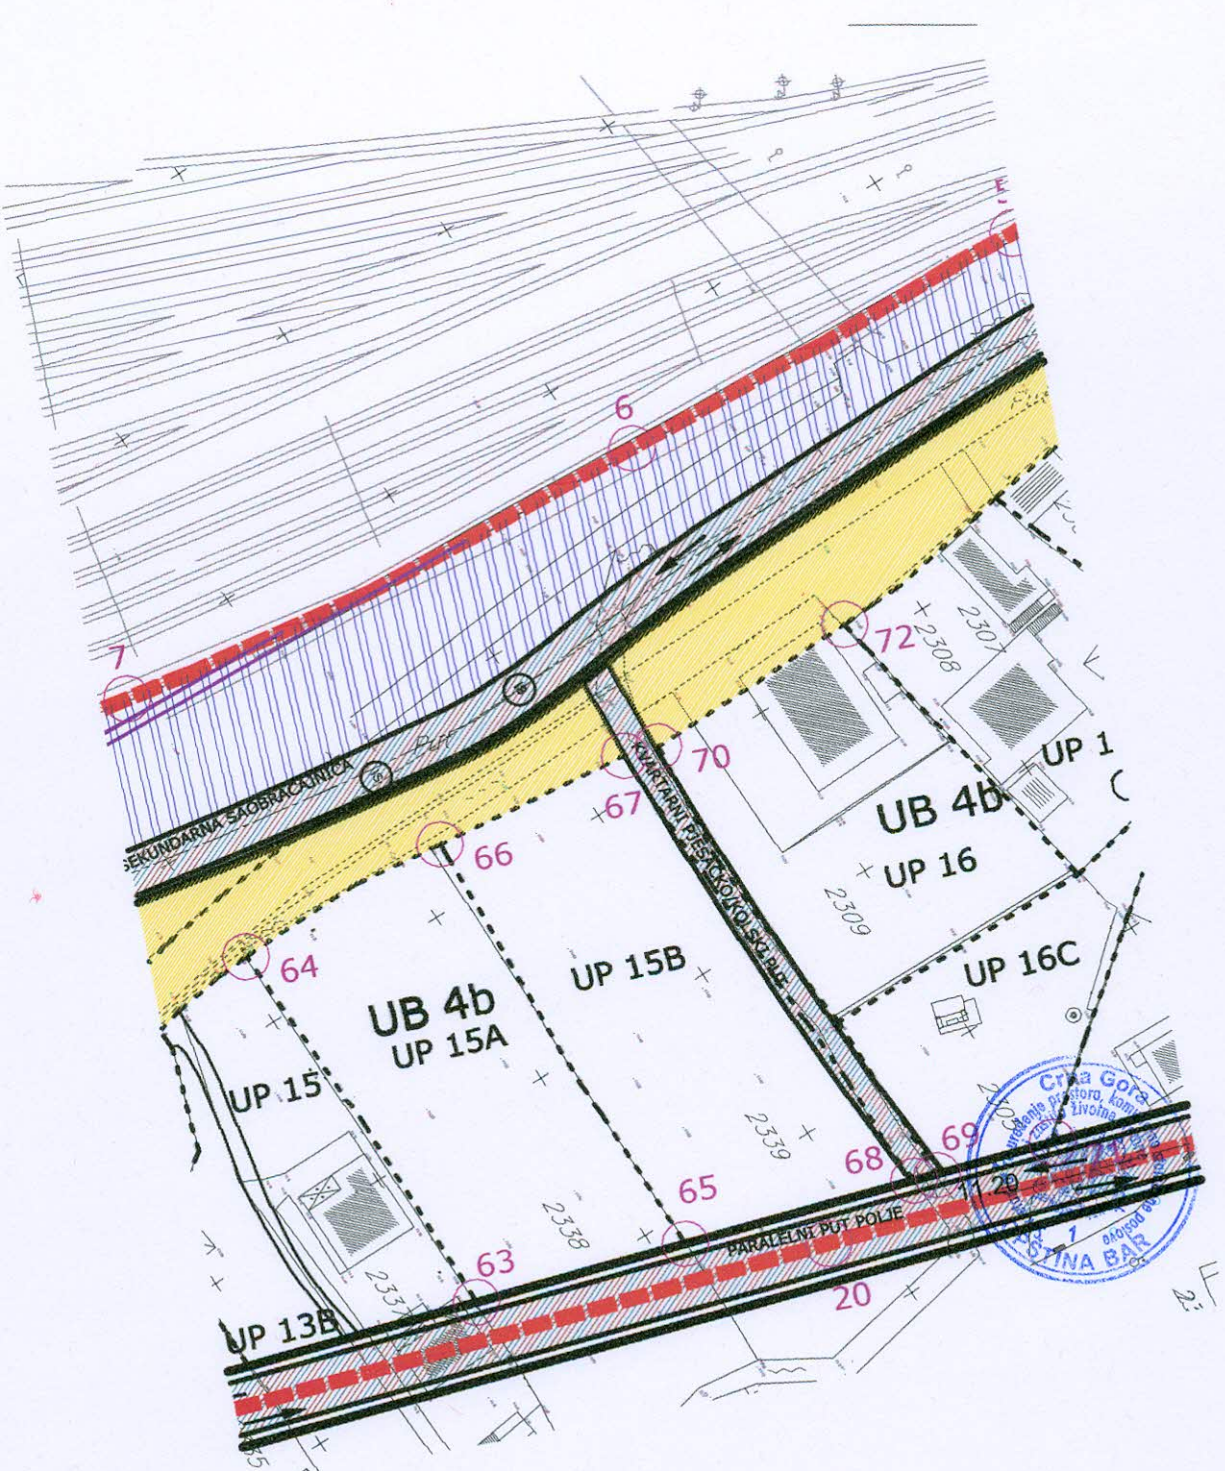 6
7
72
2307
2308
70
67
UP 1
UB 4b
UP 16
2309
SEKUNDARNA SAOBRAĆAJNICA
KVARTARNI PJEŠAČKO/KOLSKI PUT
66
64
UP 15B
UP 16C
UB 4b
UP 15A
UP 15
2339
68
69
65
2338
PARALELNI PUT POLJE
63
20
2337
UP 13B
Crna Gora
OPŠTINA BAR
1